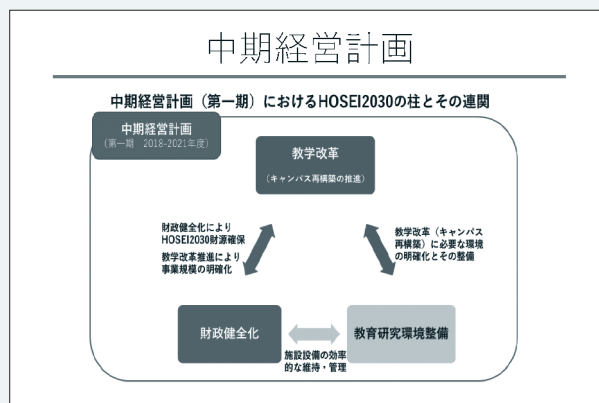 中期経営計画
中期経営計画（第一期）におけるHOSEI2030の柱とその連関
中期経営計画
（第一期　2018-2021年度）
教学改革
（キャンパス再構築の推進）
財政健全化により
HOSEI2030財源確保
教学改革推進により
事業規模の明確化
教学改革（キャンパス
再構築）に必要な環境
の明確化とその整備
財政健全化
教育研究環境整備
施設設備の効率
的な維持・管理